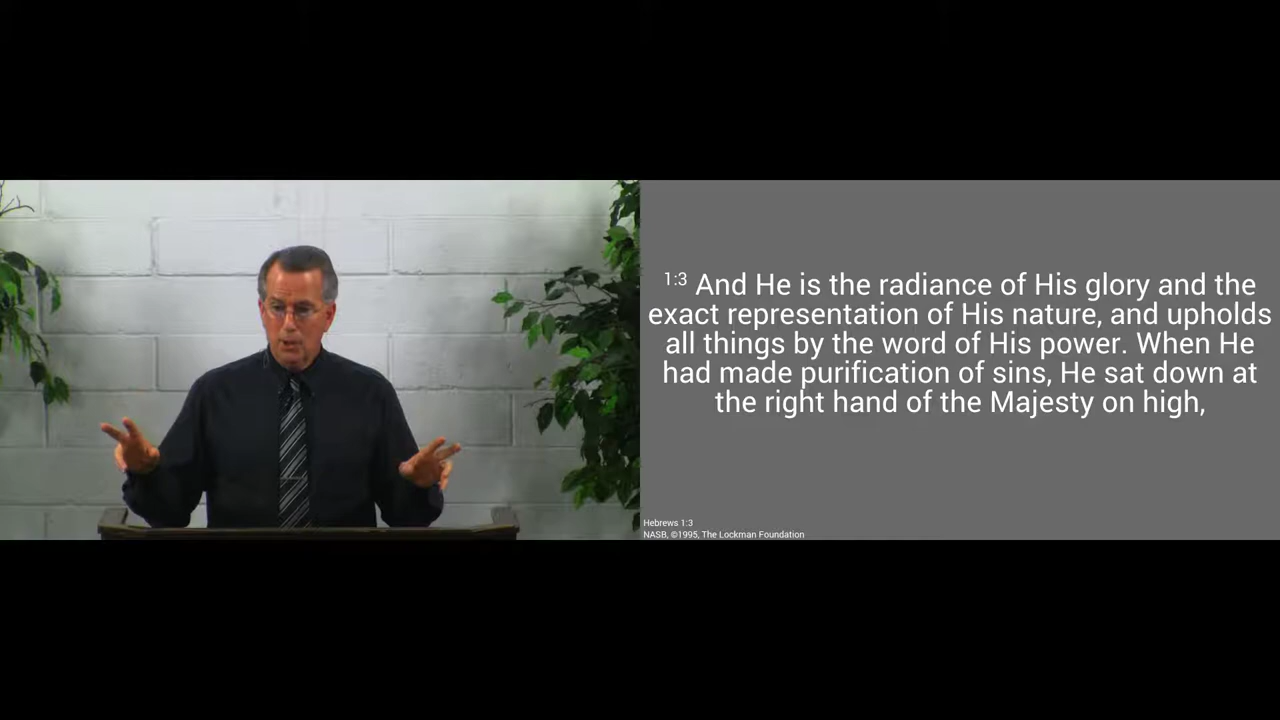 1:3 And He is the radiance of His glory and the
exact representation of His nature, and upholds
all things by the word of His power. When He
had made purification of sins, He sat down at
the right hand of the Majesty on high,
Hebrews 1:3
NASB, ©1995, The Lockman Foundation